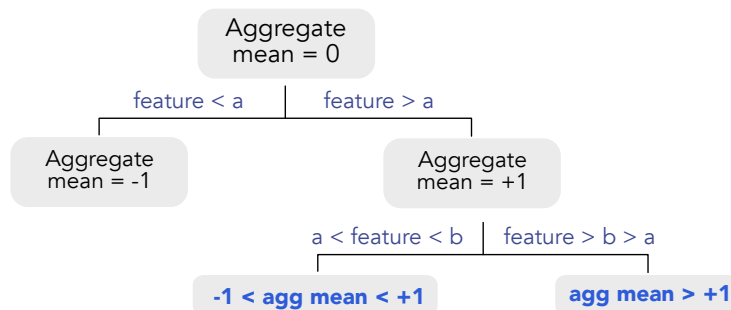 Aggregate
mean = 0
feature < a
feature > a
Aggregate
mean = -1
Aggregate
mean = +1
a < feature < b
feature > b > a
-1 < agg mean < +1
agg mean > +1